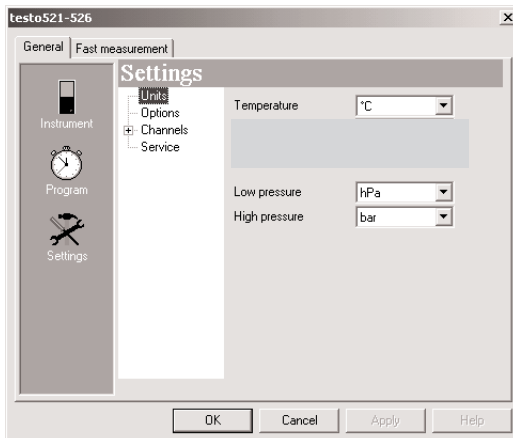 testo521-526
General Fast measurement
Settings
Instrument
Program
Settings
Units
Options
Channels
Service
Temperature °C
Low pressure hPa
High pressure bar
OK Cancel Apply Help